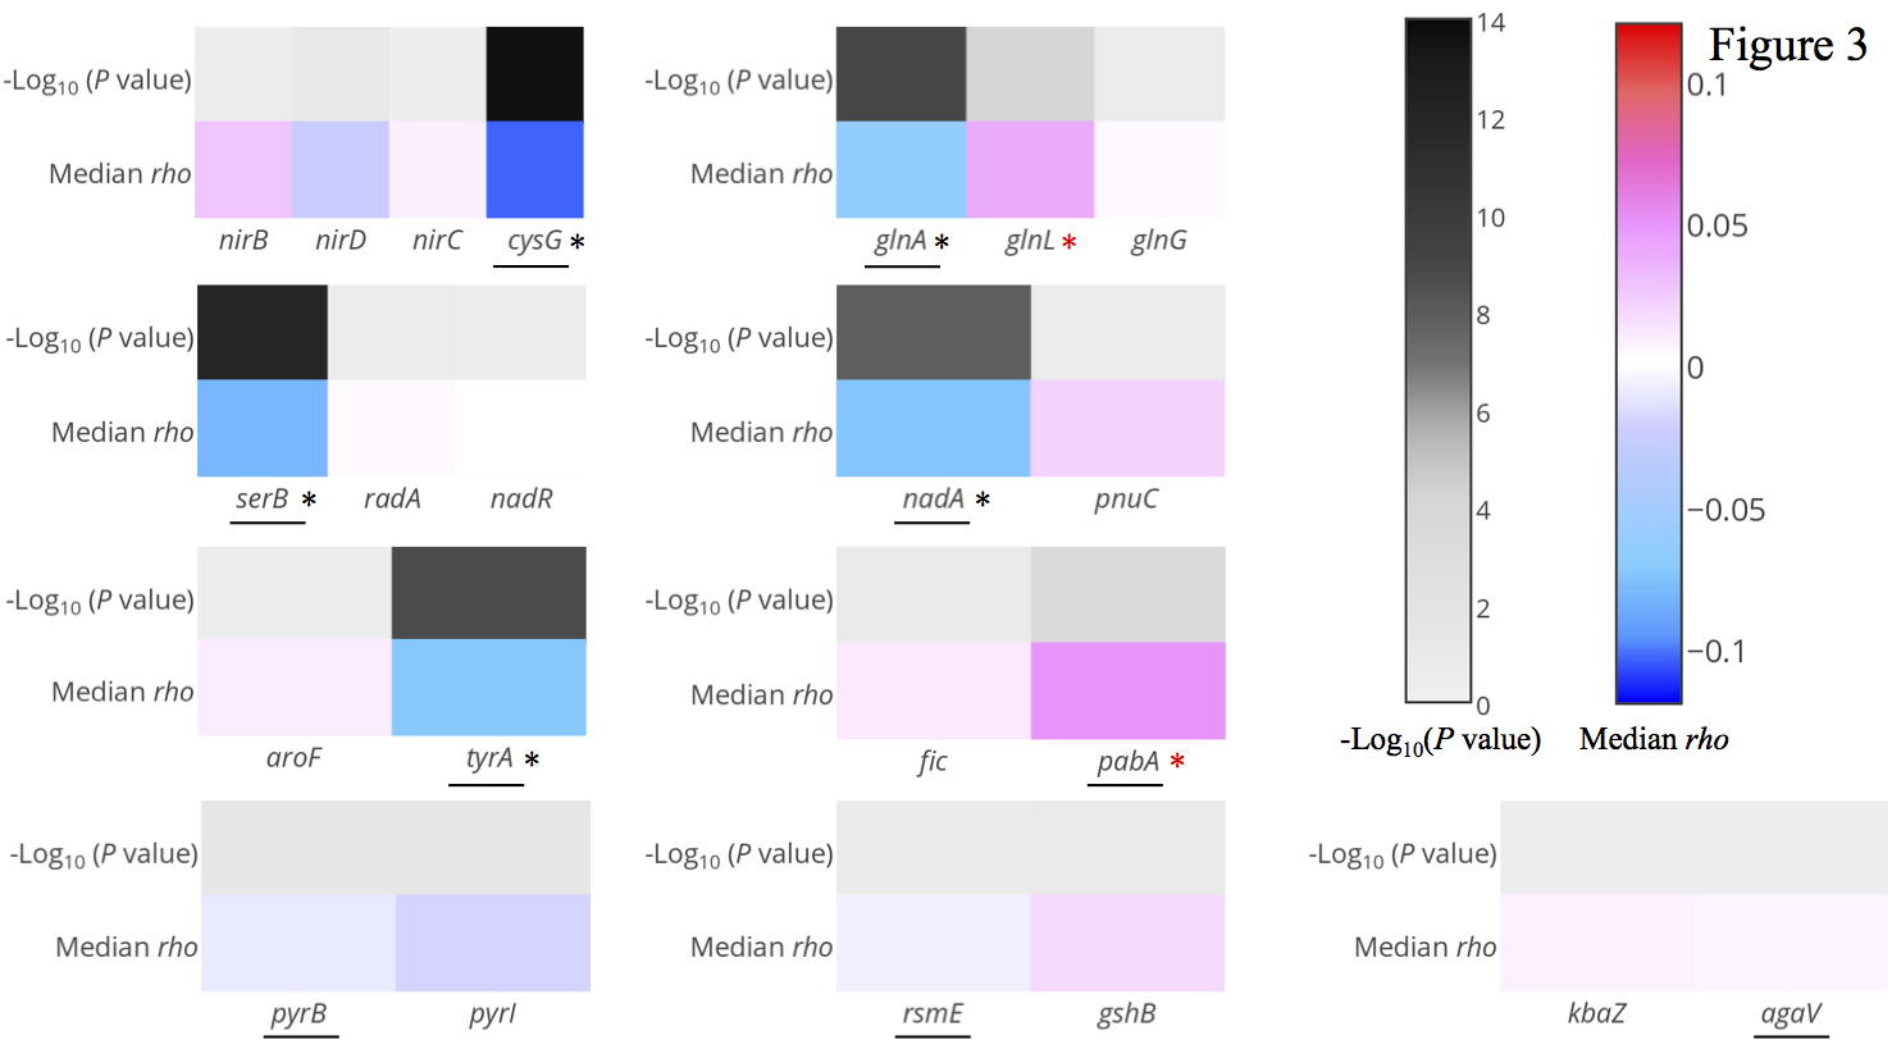 Figure 3
-Log10 (P value)
Median rho
nirB nirD nirC cysG *
-Log10 (P value)
Median rho
glnA * glnL * glnG
-Log10 (P value)
Median rho
serB * radA nadR
-Log10 (P value)
Median rho
nadA * pnuC
-Log10 (P value)
Median rho
aroF tyrA *
-Log10 (P value)
Median rho
fic pabA *
-Log10 (P value)
Median rho
pyrB pyrI
-Log10 (P value)
Median rho
rsmE gshB
-Log10 (P value)
Median rho
kbaZ agaV
14
12
10
8
6
4
2
0
-Log10(P value)
0.1
0.05
0
−0.05
−0.1
Median rho